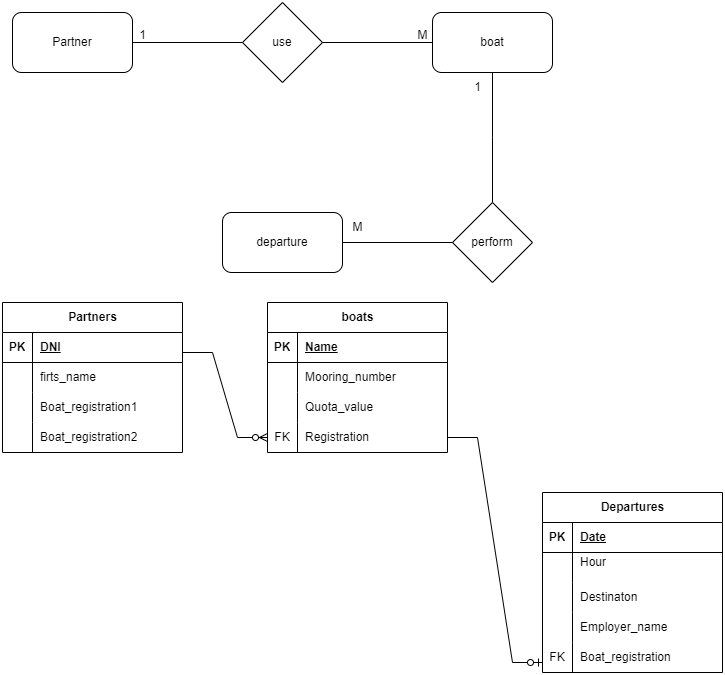 Partner 1 use M boat
1
departure M perform
Partners
PK DNI
firts_name
Boat_registration1
Boat_registration2
boats
PK Name
Mooring_number
Quota_value
FK Registration
Departures
PK Date
Hour
Destinaton
Employer_name
FK Boat_registration